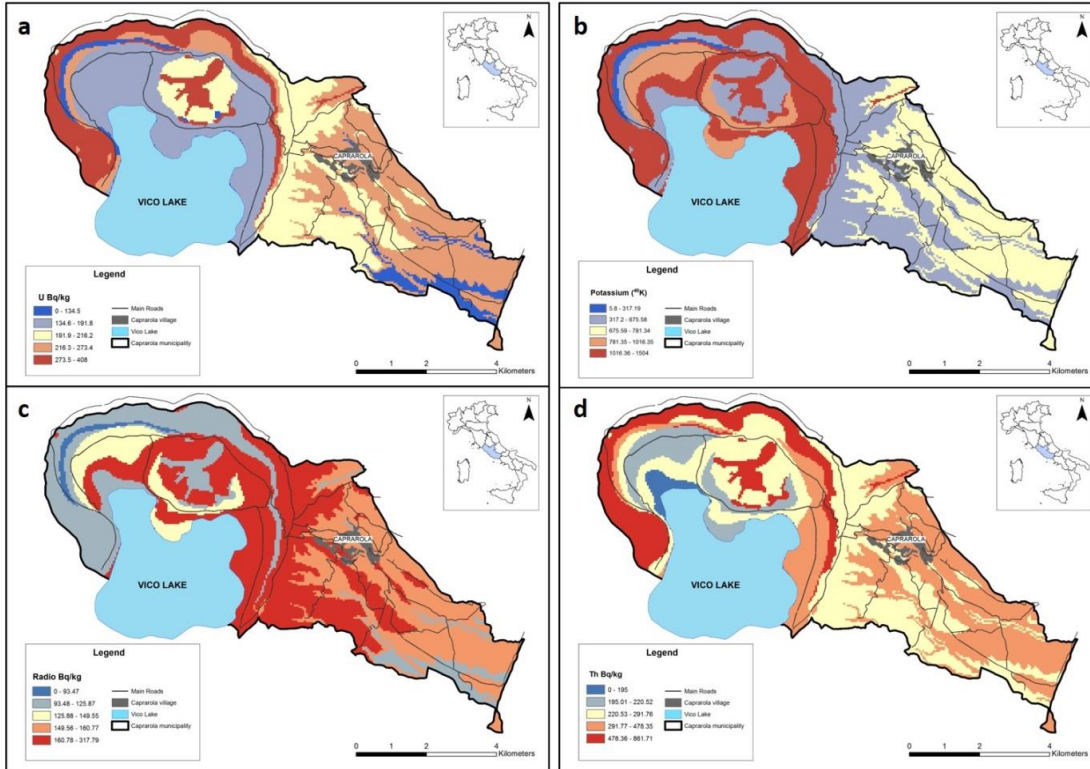 a
N
CAPRAROLA
VICO LAKE
Legend
U Bq/kg
0 - 134.5
134.6 - 191.8
191.9 - 216.2
216.3 - 273.4
273.5 - 408
Main Roads
Caprarola village
Vico Lake
Caprarola municipality
0 2 4
Kilometers
b
N
CAPRAROLA
VICO LAKE
Legend
Potassium (⁴⁰K)
5.8 - 317.19
317.2 - 675.58
675.59 - 781.34
781.35 - 1016.35
1016.36 - 1504
Main Roads
Caprarola village
Vico Lake
Caprarola municipality
0 2 4
Kilometers
c
N
CAPRAROLA
VICO LAKE
Legend
Radio Bq/kg
0 - 93.47
93.48 - 125.87
125.88 - 149.55
149.56 - 160.77
160.78 - 317.79
Main Roads
Caprarola village
Vico Lake
Caprarola municipality
0 2 4
Kilometers
d
N
CAPRAROLA
VICO LAKE
Legend
Th Bq/kg
0 - 195
195.01 - 220.52
220.53 - 291.76
291.77 - 478.35
478.36 - 861.71
Main Roads
Caprarola village
Vico Lake
Caprarola municipality
0 2 4
Kilometers